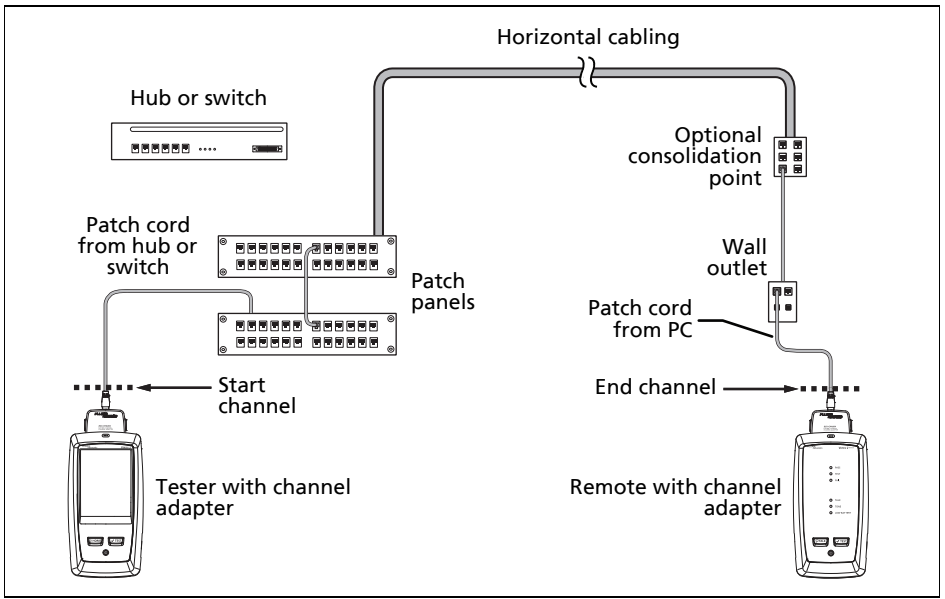 Horizontal cabling
Hub or switch
Optional
consolidation
point
Patch cord
from hub or
switch
Wall
outlet
Patch
panels
Patch cord
from PC
Start
channel
End channel
Tester with channel
adapter
Remote with channel
adapter